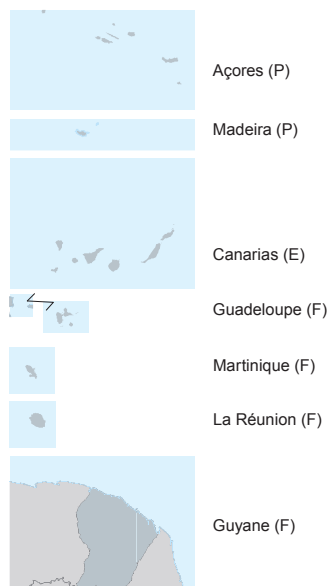 Açores (P)
Madeira (P)
Canarias (E)
Guadeloupe (F)
Martinique (F)
La Réunion (F)
Guyane (F)